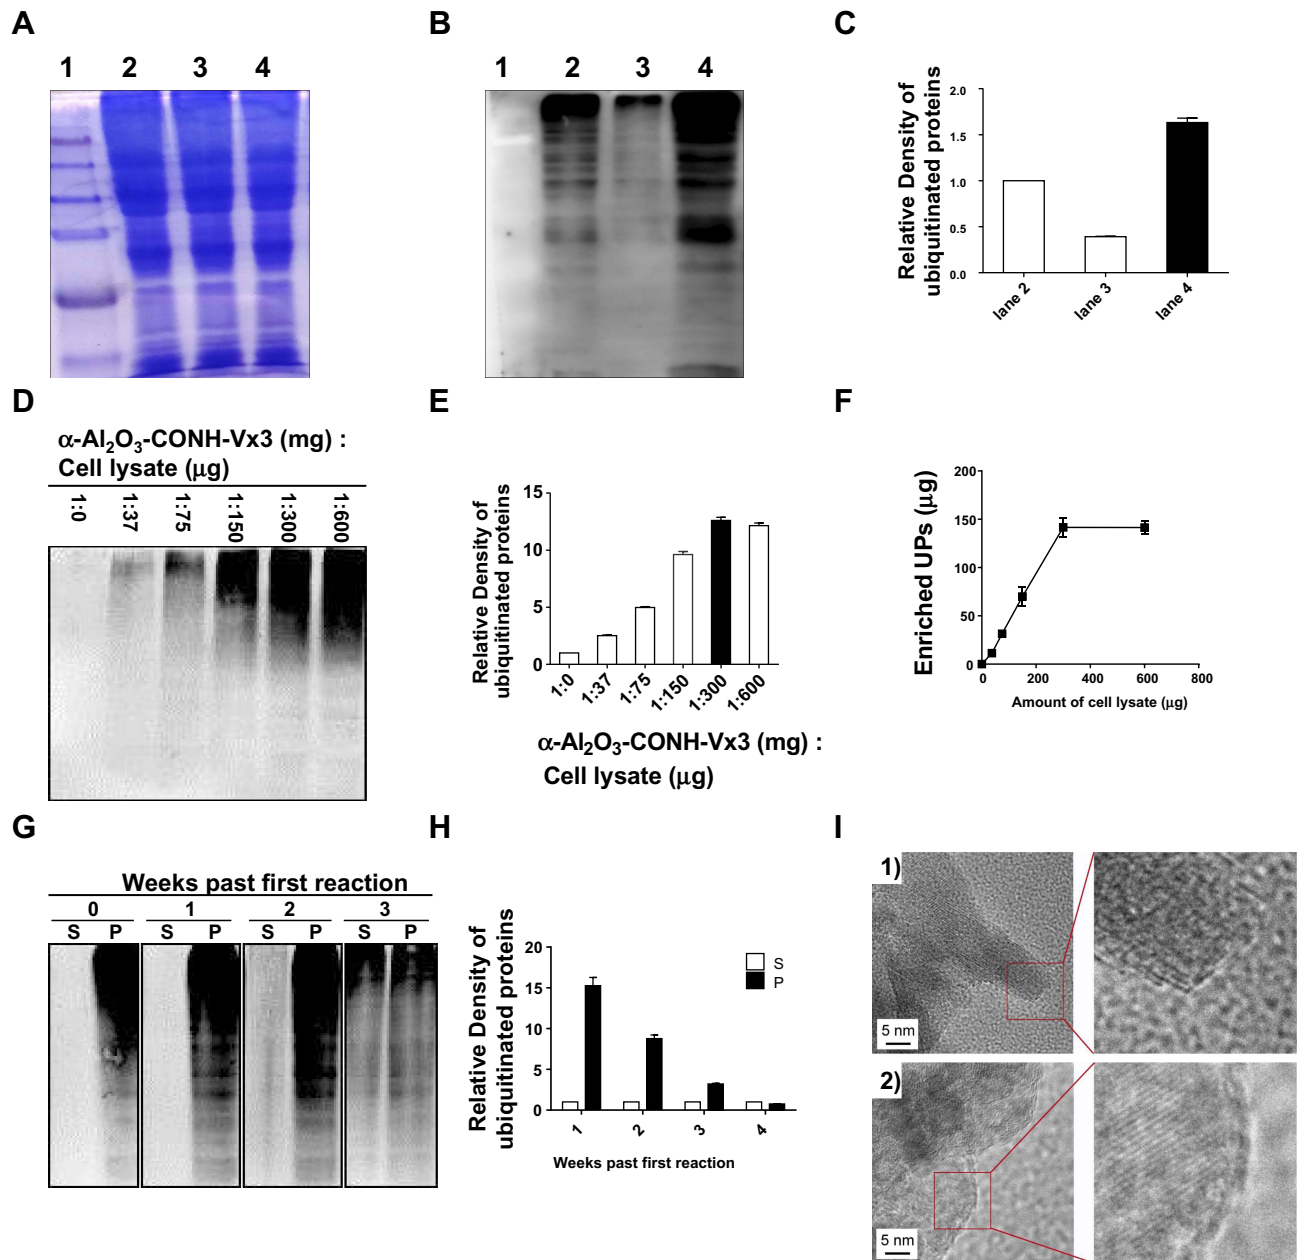 A
1 2 3 4
B
1 2 3 4
C
Relative Density of
ubiquitinated proteins
2.0
1.5
1.0
0.5
0.0
lane 2
lane 3
lane 4
D
α-Al₂O₃-CONH-Vx3 (mg) :
Cell lysate (μg)
1:0 1:37 1:75 1:150 1:300 1:600
E
Relative Density of
ubiquitinated proteins
15
10
5
0
1:0 1:37 1:75 1:150 1:300 1:600
α-Al₂O₃-CONH-Vx3 (mg) :
Cell lysate (μg)
F
Enriched UPs (μg)
200
150
100
50
0
0 200 400 600 800
Amount of cell lysate (μg)
G
Weeks past first reaction
0 1 2 3
S P S P S P S P
H
Relative Density of
ubiquitinated proteins
20
15
10
5
0
S
P
1 2 3 4
Weeks past first reaction
I
1)
5 nm
2)
5 nm